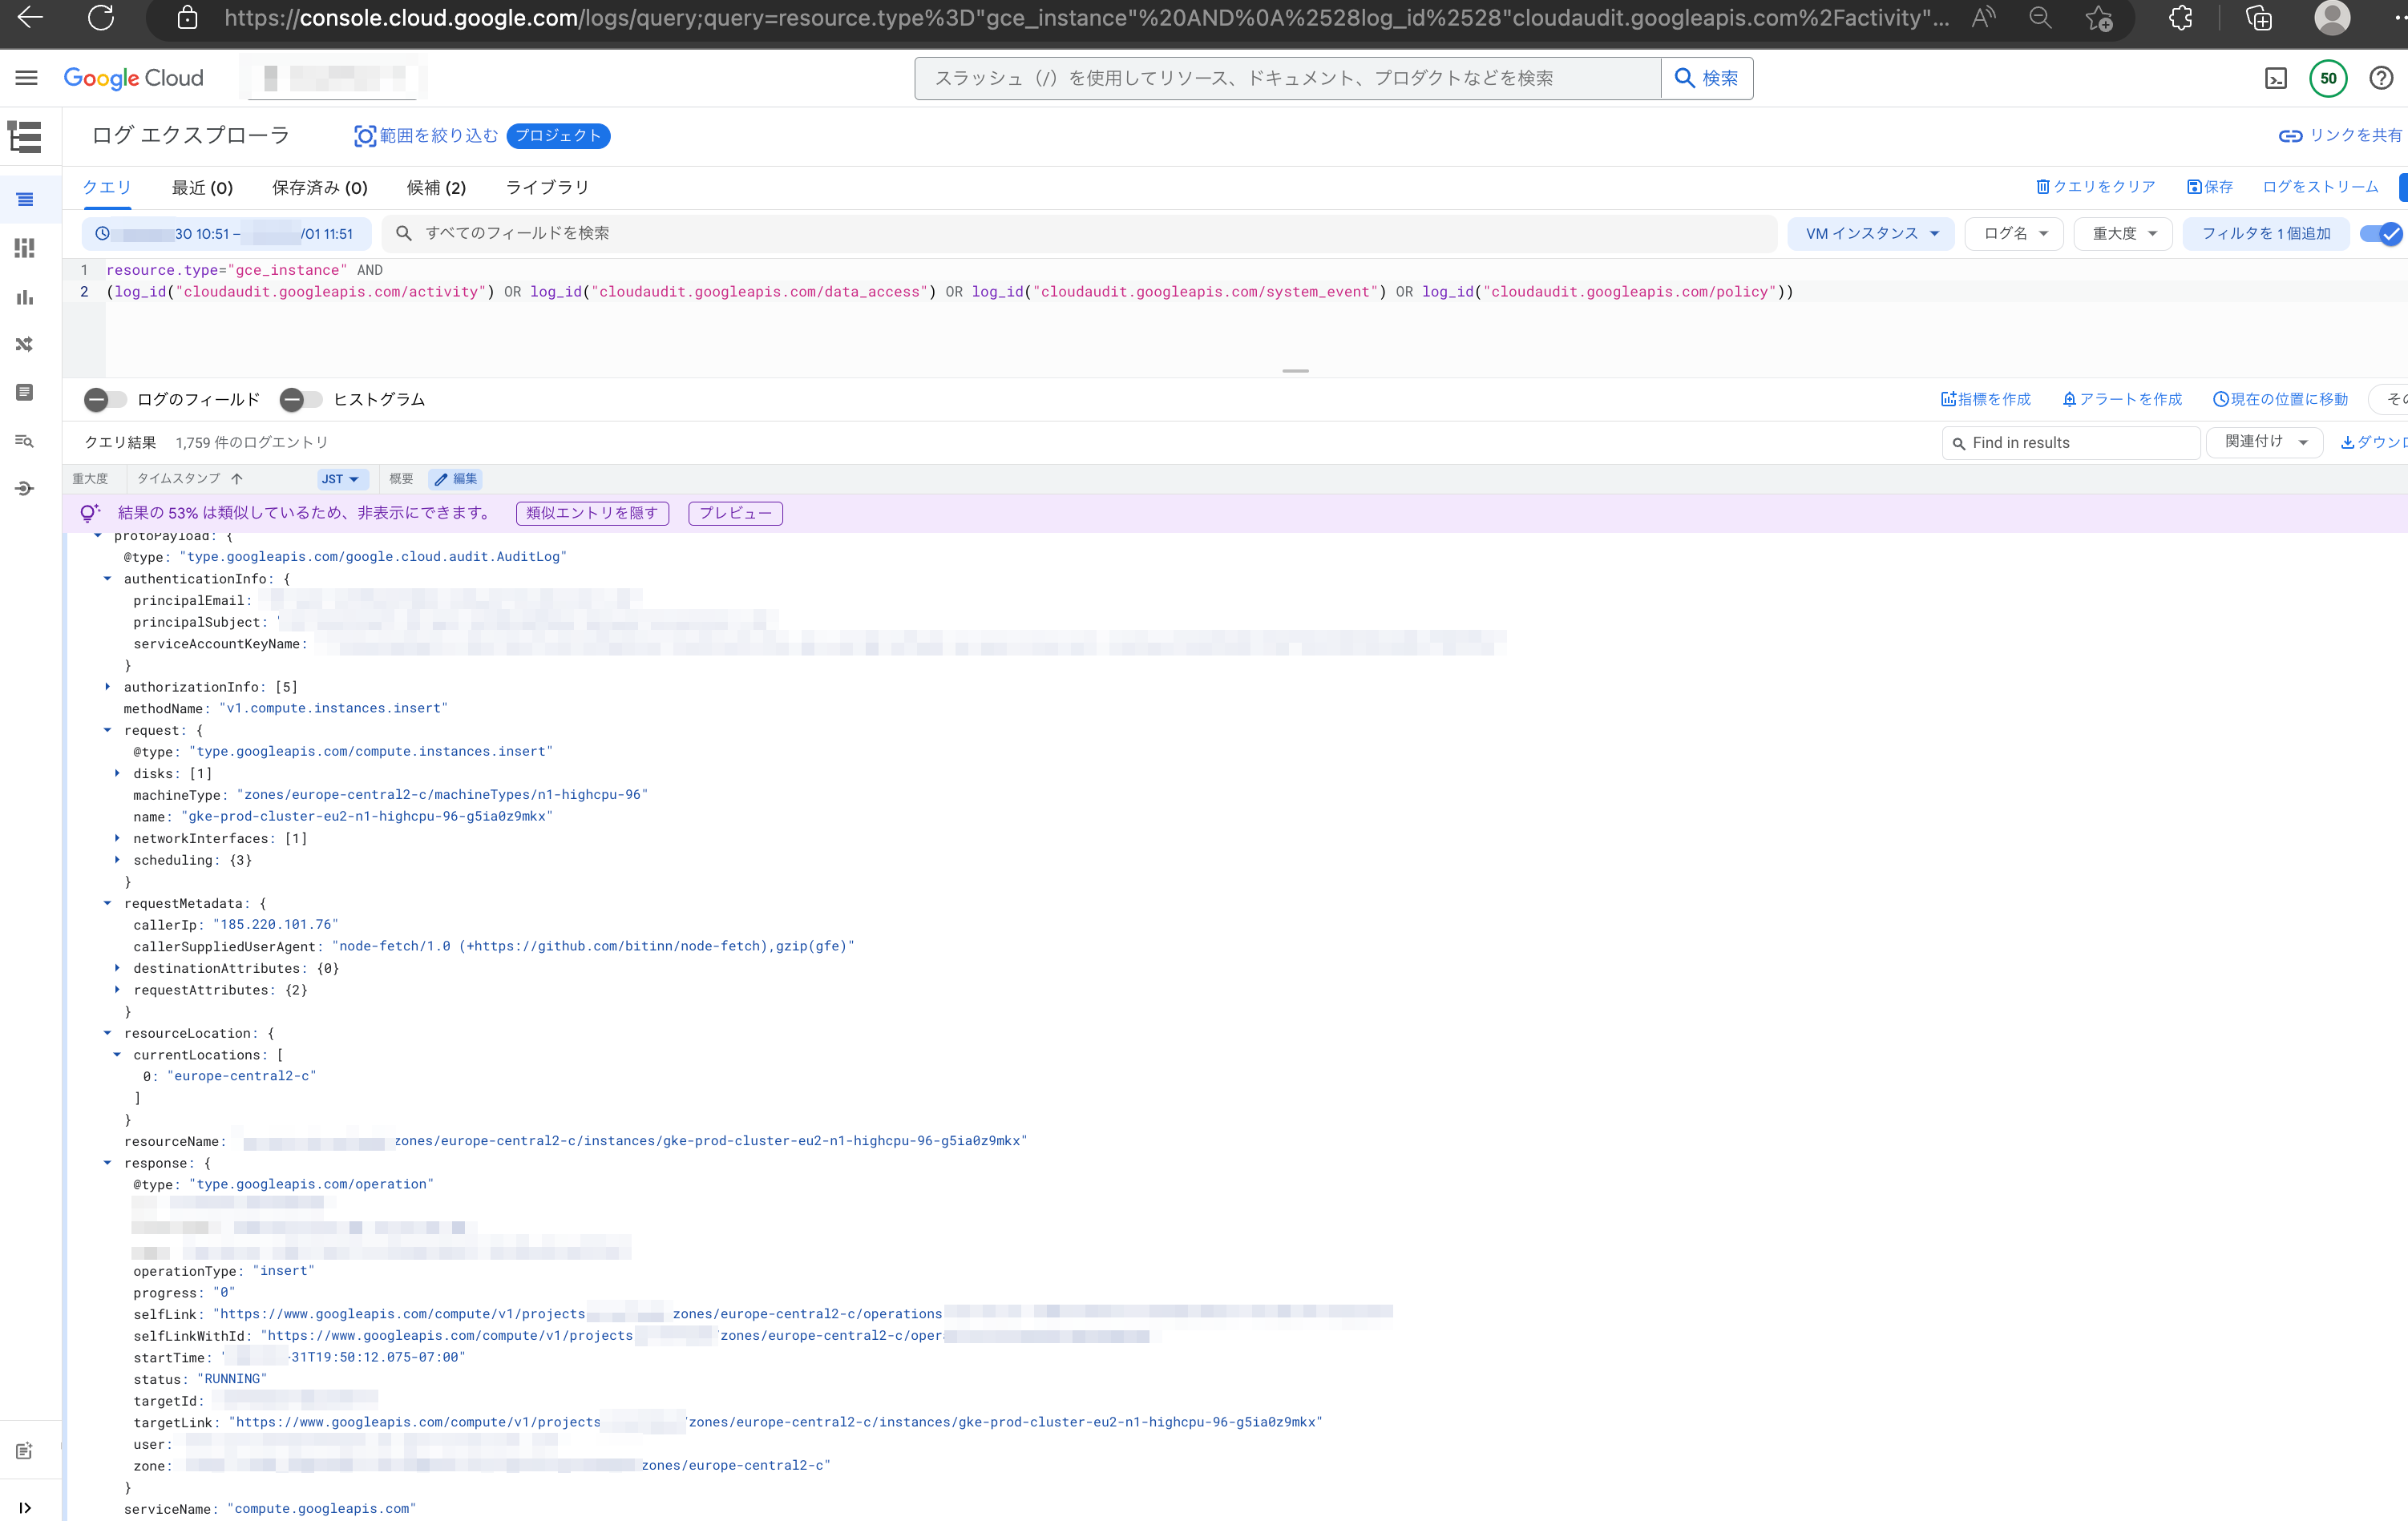 https://console.cloud.google.com/logs/query;query=resource.type%3D"gce_instance"%20AND%0A%2528log_id%2528"cloudaudit.googleapis.com%2Factivity"...
Google Cloud
スラッシュ（/）を使用してリソース、ドキュメント、プロダクトなどを検索
検索
50
ログ エクスプローラ
範囲を絞り込む
プロジェクト
リンクを共有
クエリ
最近 (0)
保存済み (0)
候補 (2)
ライブラリ
クエリをクリア
保存
ログをストリーム
30 10:51 – /01 11:51
すべてのフィールドを検索
VM インスタンス
ログ名
重大度
フィルタを 1 個追加
1 resource.type="gce_instance" AND
2 (log_id("cloudaudit.googleapis.com/activity") OR log_id("cloudaudit.googleapis.com/data_access") OR log_id("cloudaudit.googleapis.com/system_event") OR log_id("cloudaudit.googleapis.com/policy"))
ログのフィールド
ヒストグラム
指標を作成
アラートを作成
現在の位置に移動
その
クエリ結果
1,759 件のログエントリ
Find in results
関連付け
ダウンロ
重大度
タイムスタンプ
JST
概要
編集
結果の 53% は類似しているため、非表示にできます。
類似エントリを隠す
プレビュー
protoPayload: {
@type: "type.googleapis.com/google.cloud.audit.AuditLog"
authenticationInfo: {
principalEmail:
principalSubject: "
serviceAccountKeyName:
}
authorizationInfo: [5]
methodName: "v1.compute.instances.insert"
request: {
@type: "type.googleapis.com/compute.instances.insert"
disks: [1]
machineType: "zones/europe-central2-c/machineTypes/n1-highcpu-96"
name: "gke-prod-cluster-eu2-n1-highcpu-96-g5ia0z9mkx"
networkInterfaces: [1]
scheduling: {3}
}
requestMetadata: {
callerIp: "185.220.101.76"
callerSuppliedUserAgent: "node-fetch/1.0 (+https://github.com/bitinn/node-fetch),gzip(gfe)"
destinationAttributes: {0}
requestAttributes: {2}
}
resourceLocation: {
currentLocations: [
0: "europe-central2-c"
]
}
resourceName: zones/europe-central2-c/instances/gke-prod-cluster-eu2-n1-highcpu-96-g5ia0z9mkx"
response: {
@type: "type.googleapis.com/operation"
operationType: "insert"
progress: "0"
selfLink: "https://www.googleapis.com/compute/v1/projects zones/europe-central2-c/operations
selfLinkWithId: "https://www.googleapis.com/compute/v1/projects zones/europe-central2-c/oper
startTime: " -31T19:50:12.075-07:00"
status: "RUNNING"
targetId:
targetLink: "https://www.googleapis.com/compute/v1/projects /zones/europe-central2-c/instances/gke-prod-cluster-eu2-n1-highcpu-96-g5ia0z9mkx"
user:
zone: zones/europe-central2-c"
}
serviceName: "compute.googleapis.com"